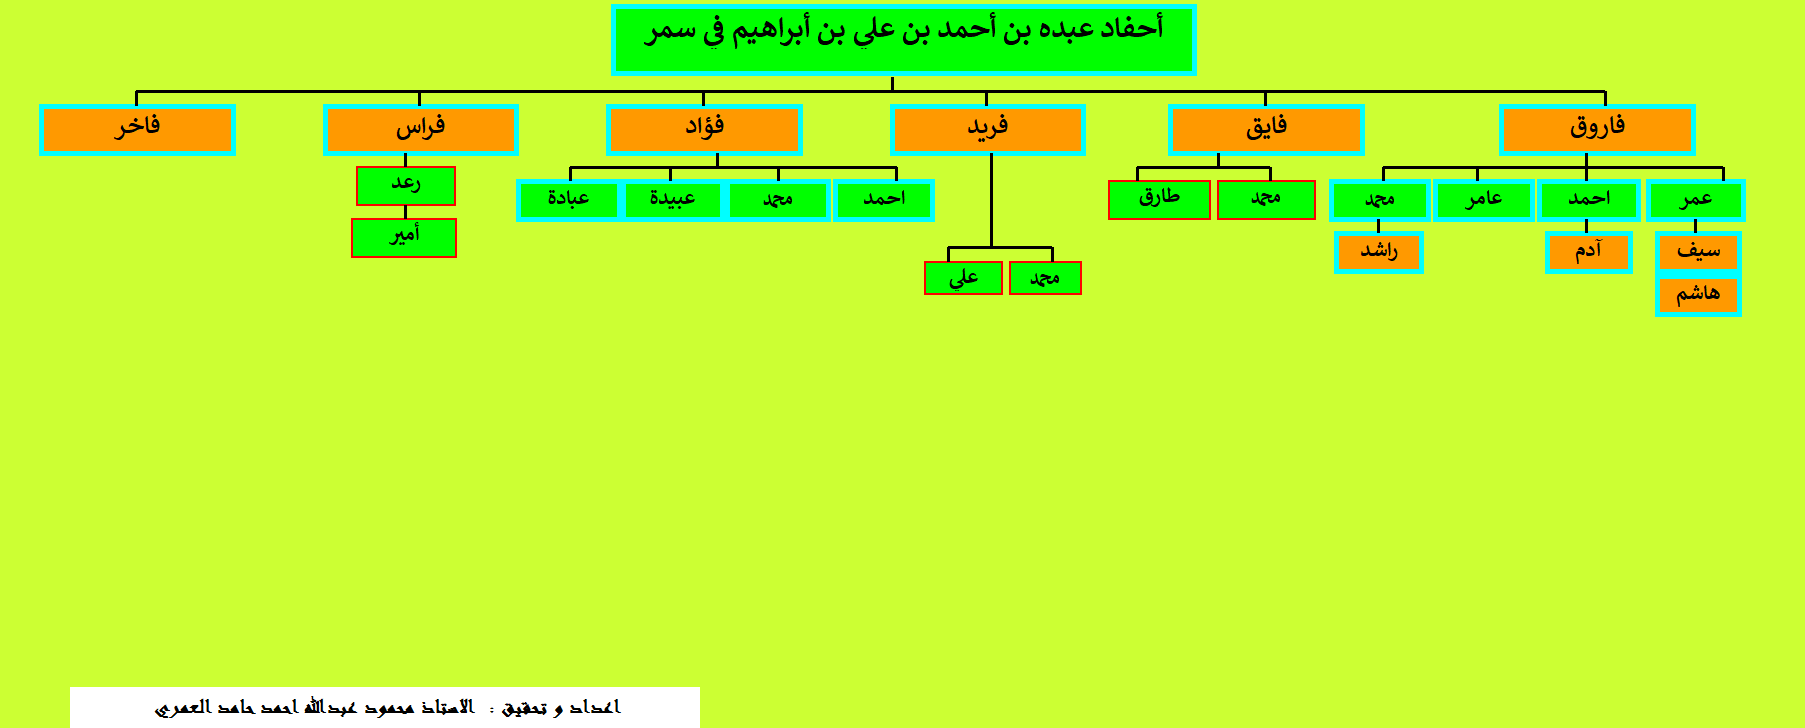 أحفاد عبده بن أحمد بن علي بن أبراهيم في سمر
فاروق
فايق
فريد
فؤاد
فراس
فاخر
عمر
احمد
عامر
محمد
محمد
طارق
احمد
محمد
عبيدة
عبادة
رعد
سيف
آدم
راشد
أمير
محمد
علي
هاشم
اعداد و تحقيق : الاستاذ محمود عبدالله احمد حامد العمري